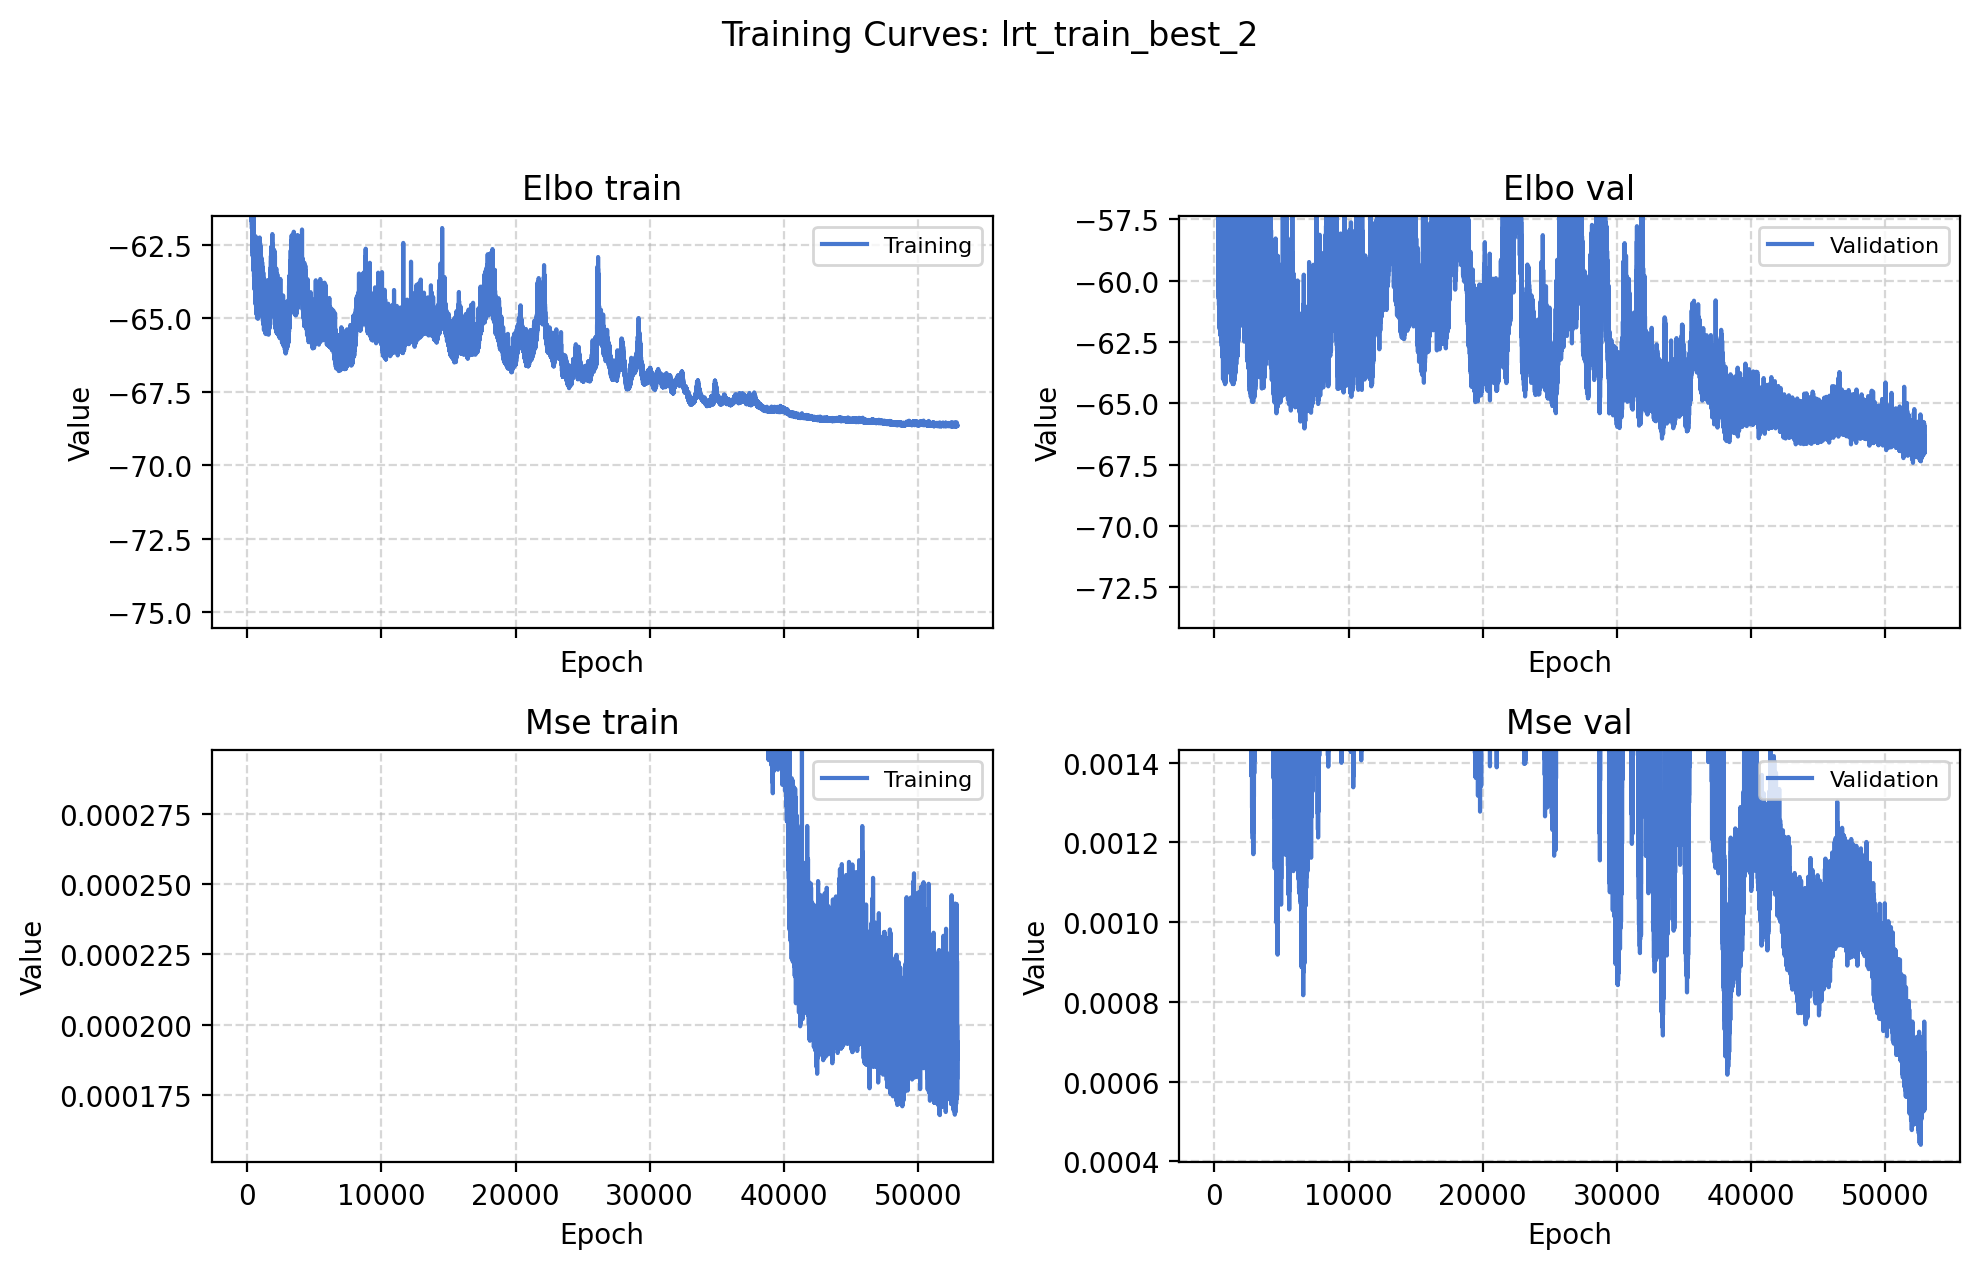 Training Curves: lrt_train_best_2
Elbo train
Elbo val
Value
−62.5
−65.0
−67.5
−70.0
−72.5
−75.0
Training
Epoch
Value
−57.5
−60.0
−62.5
−65.0
−67.5
−70.0
−72.5
Validation
Epoch
Mse train
Mse val
Value
0.000275
0.000250
0.000225
0.000200
0.000175
Training
0
10000
20000
30000
40000
50000
Epoch
Value
0.0014
0.0012
0.0010
0.0008
0.0006
0.0004
Validation
0
10000
20000
30000
40000
50000
Epoch